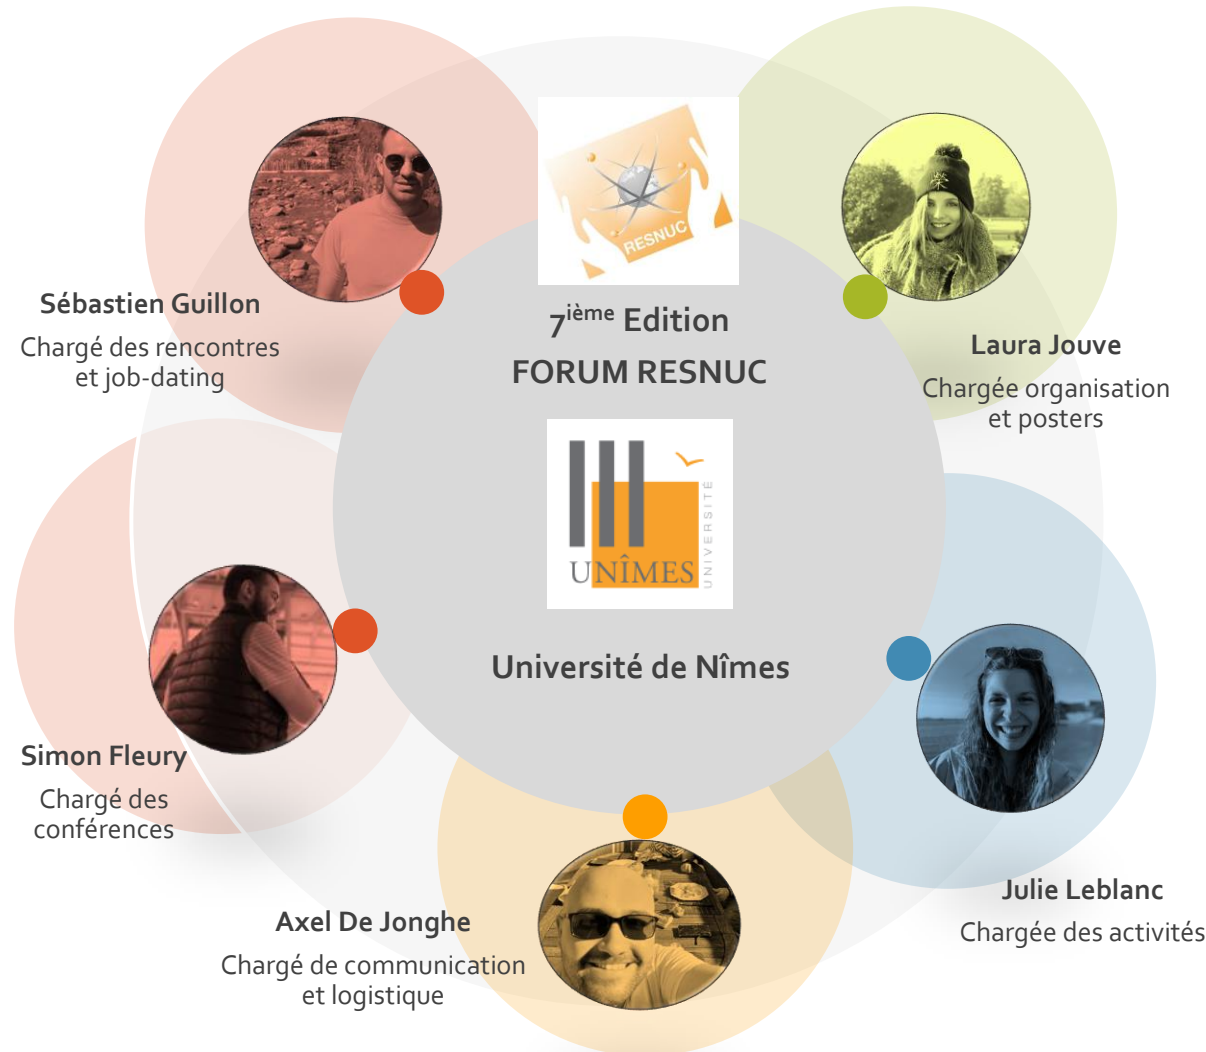 RESNUC
7ième Edition
FORUM RESNUC
UNÎMES
UNIVERSITÉ
Université de Nîmes
Sébastien Guillon
Chargé des rencontres
et job-dating
榮
Laura Jouve
Chargée organisation
et posters
Simon Fleury
Chargé des
conférences
Julie Leblanc
Chargée des activités
Axel De Jonghe
Chargé de communication
et logistique